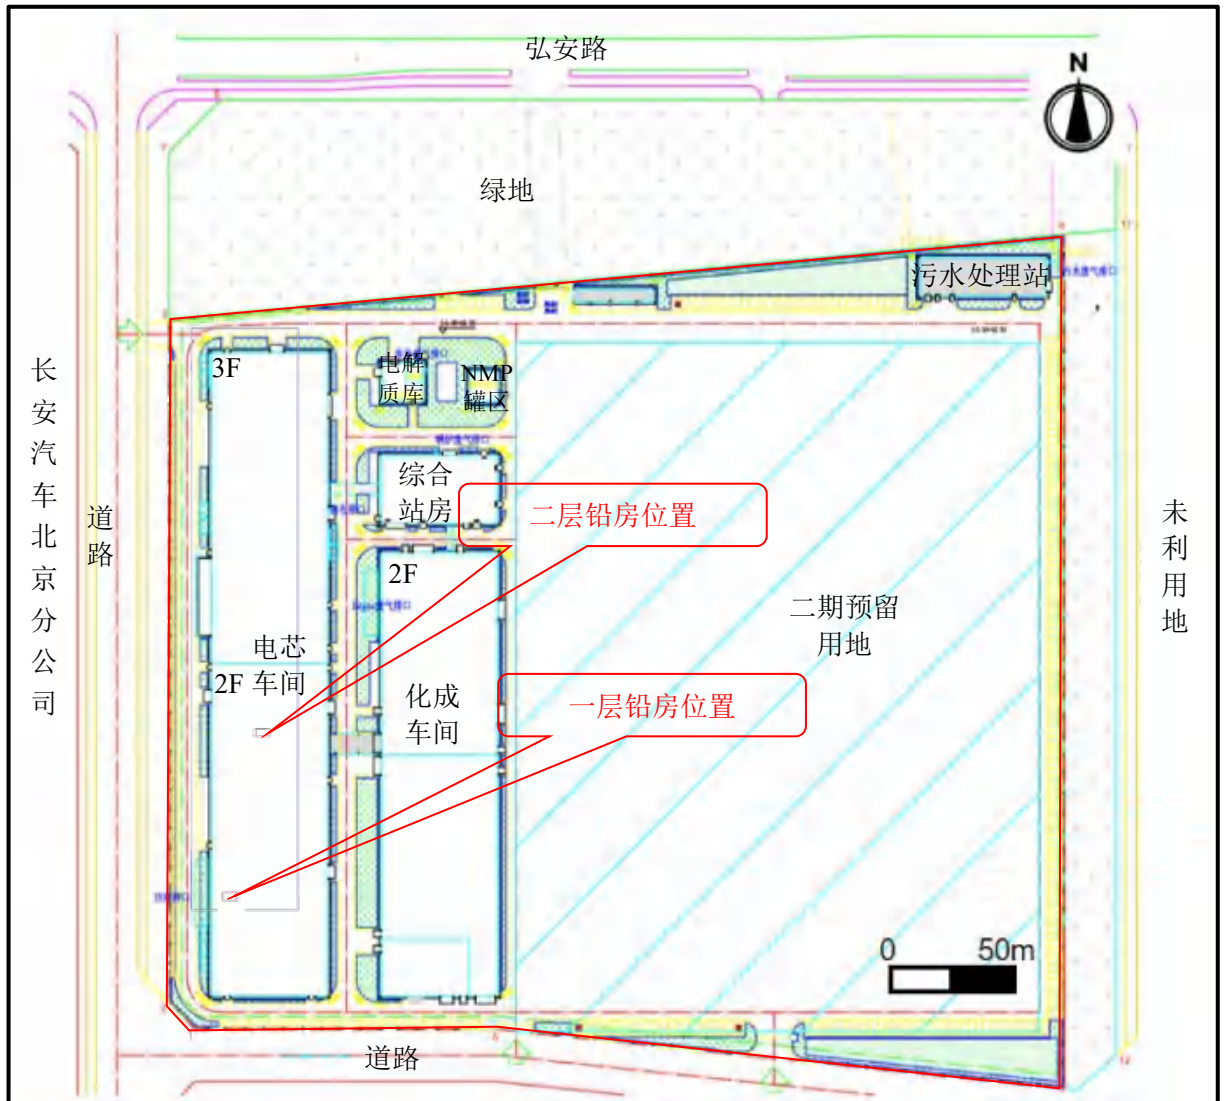 弘安路
N
绿地
污水处理站
3F
电解
质库
NMP
罐区
长安汽车北京分公司
道路
综合
站房
二层铅房位置
2F
未利用地
二期预留
用地
电芯
2F 车间
化成
车间
一层铅房位置
0 50m
道路